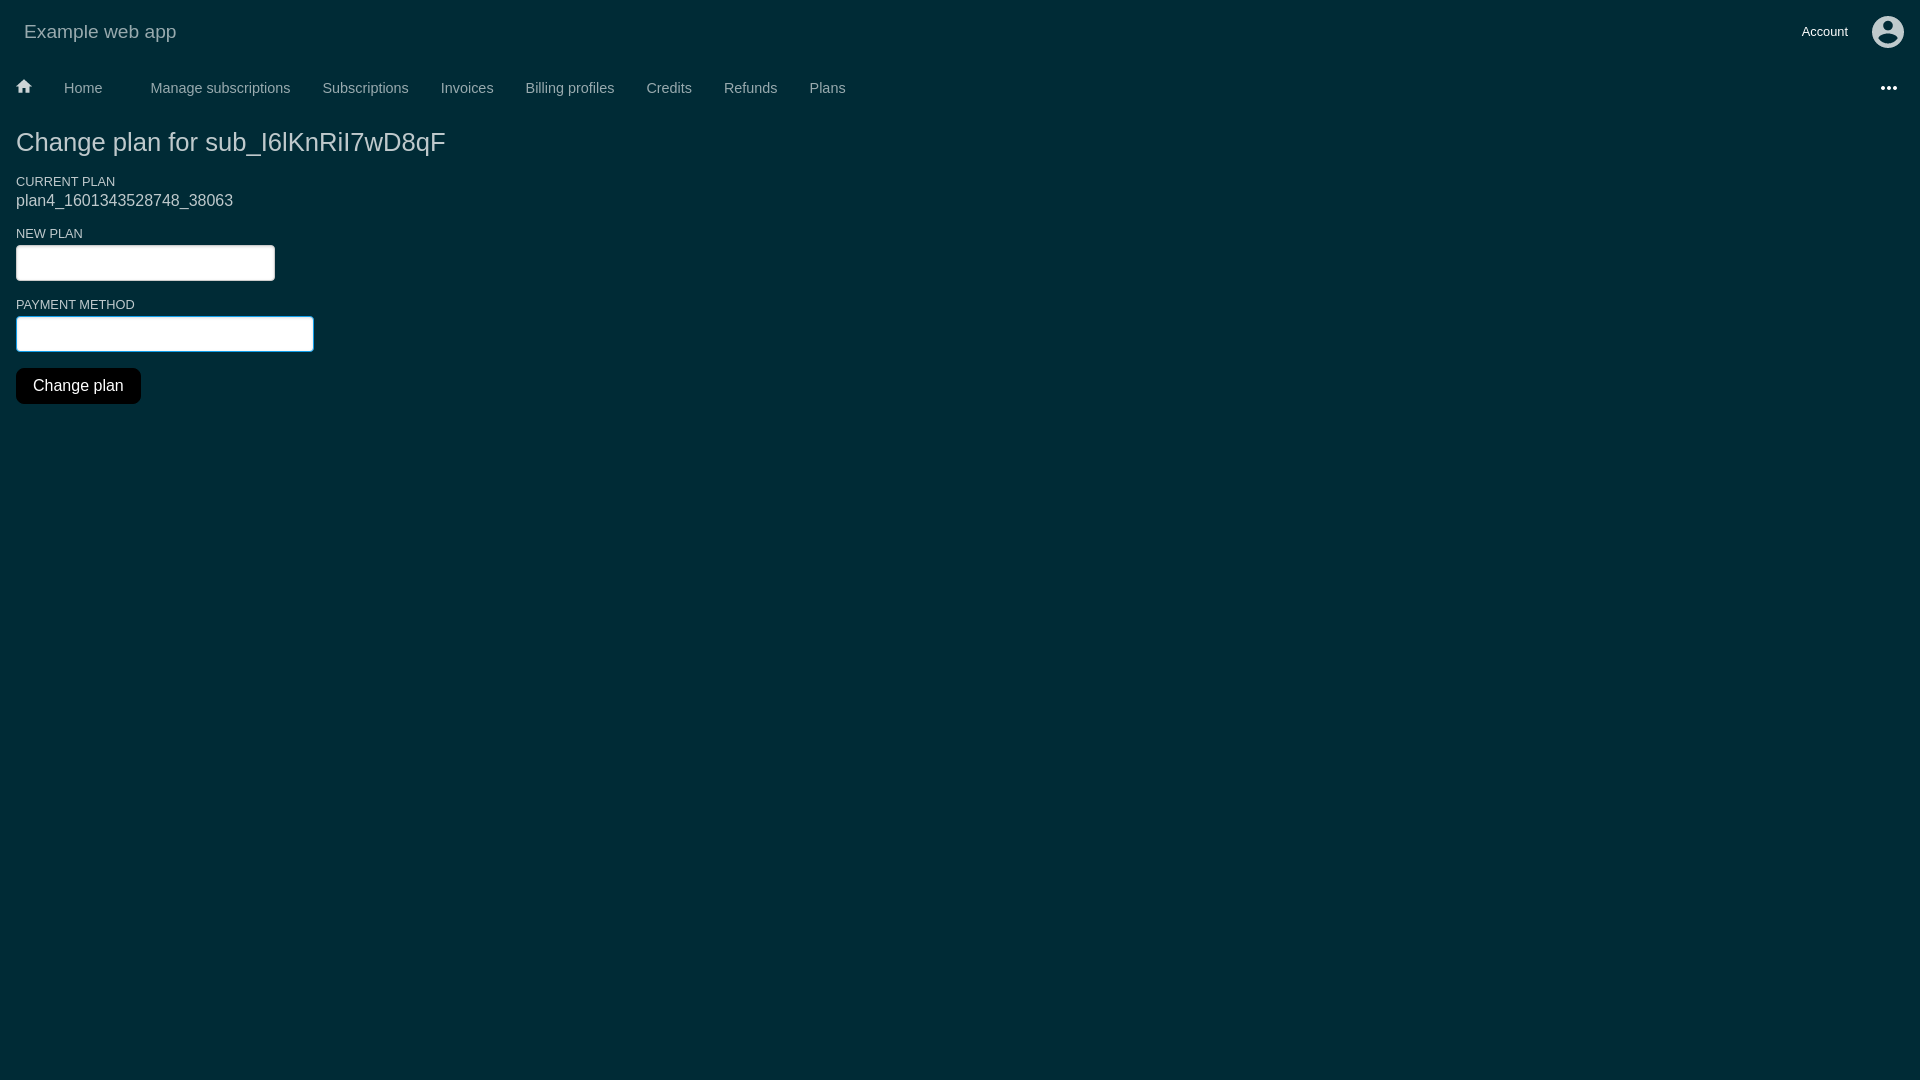 Example web app
Account
Home
Manage subscriptions
Subscriptions
Invoices
Billing profiles
Credits
Refunds
Plans
Change plan for sub_I6lKnRiI7wD8qF
CURRENT PLAN
plan4_1601343528748_38063
NEW PLAN
PAYMENT METHOD
Change plan